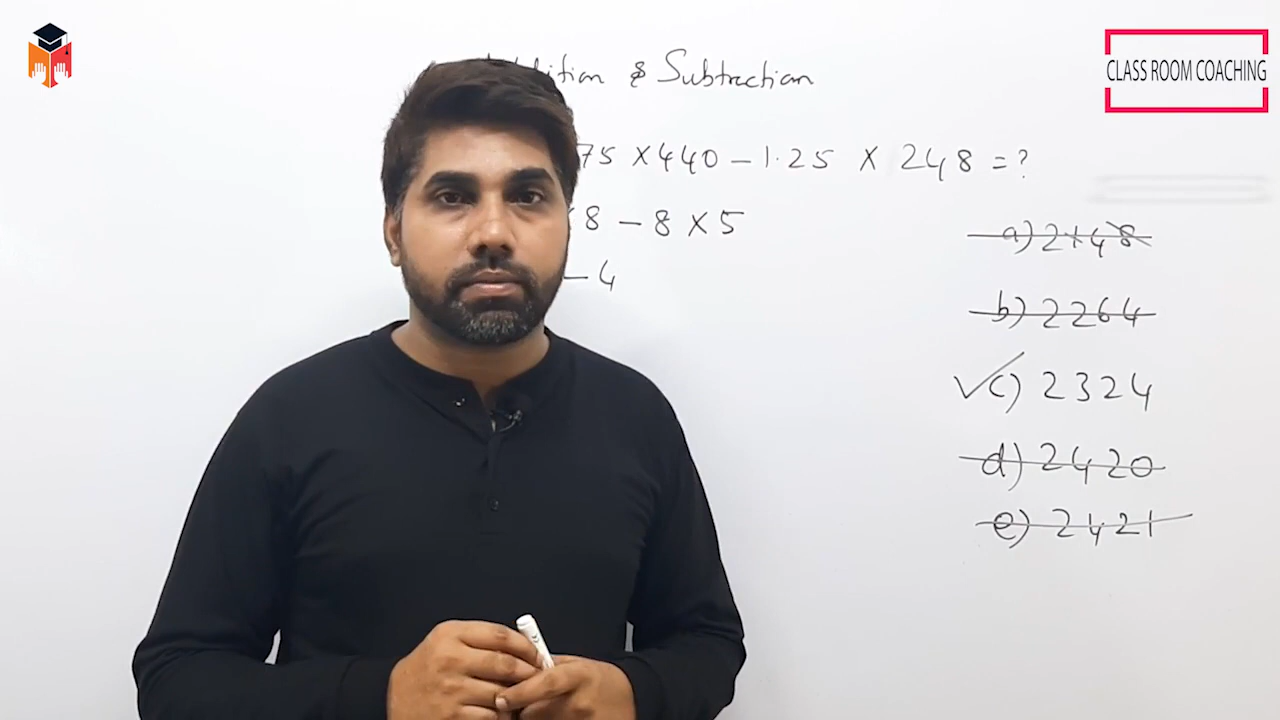 & Subtraction
CLASS ROOM COACHING
75 × 440 – 1.25 × 248 = ?
8 – 8 × 5
– 4
a) 2148
b) 2264
c) 2324
d) 2420
e) 2421